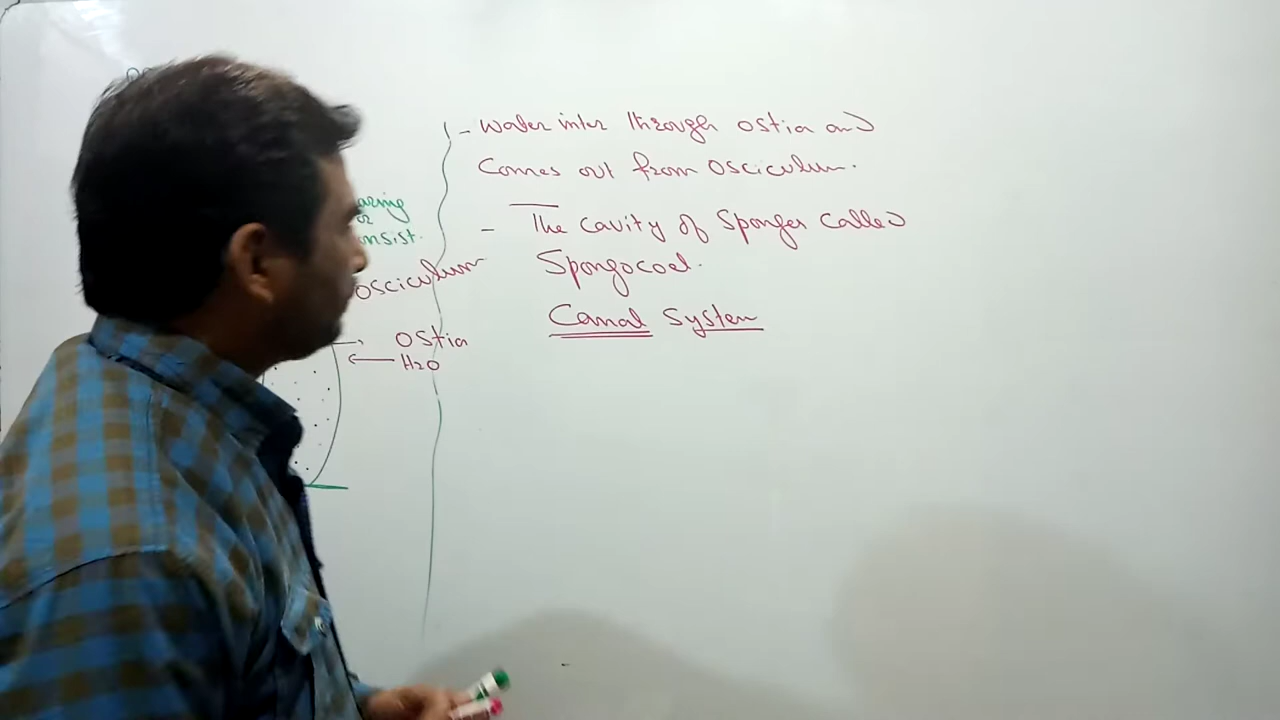 osciculum
Ostia
H2O
- Water inter through ostia and
Comes out from Osciculum.
- The cavity of Sponger called
Spongocoel.
Canal System